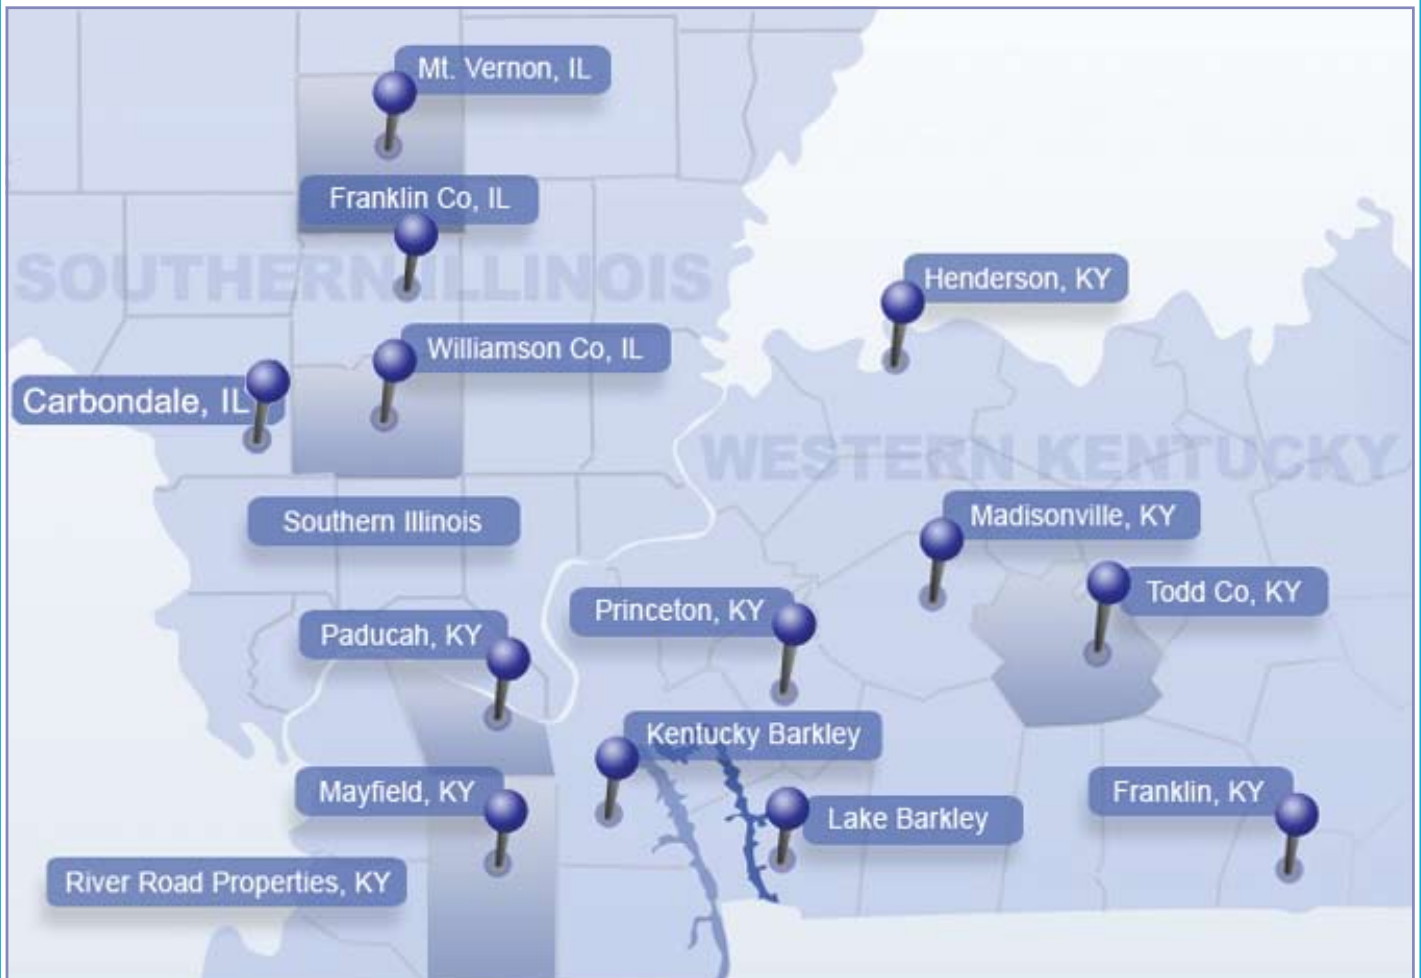 Mt. Vernon, IL
Franklin Co, IL
SOUTHERN ILLINOIS
Henderson, KY
Williamson Co, IL
Carbondale, IL
WESTERN KENTUCKY
Southern Illinois
Madisonville, KY
Todd Co, KY
Princeton, KY
Paducah, KY
Kentucky Barkley
Mayfield, KY
Franklin, KY
Lake Barkley
River Road Properties, KY